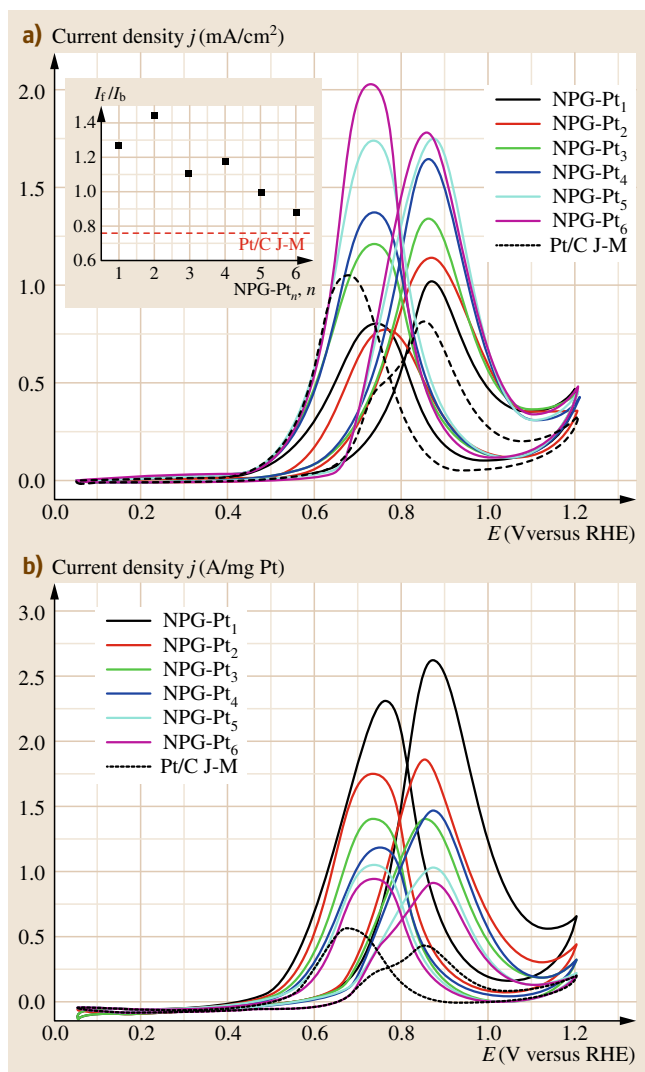 a) Current density j (mA/cm²)
I_f/I_b
1.4
1.2
1.0
0.8
0.6
Pt/C J-M
1 2 3 4 5 6
NPG-Ptₙ, n
NPG-Pt₁
NPG-Pt₂
NPG-Pt₃
NPG-Pt₄
NPG-Pt₅
NPG-Pt₆
Pt/C J-M
2.0
1.5
1.0
0.5
0.0
0.0 0.2 0.4 0.6 0.8 1.0 1.2
E (Vversus RHE)
b) Current density j (A/mg Pt)
NPG-Pt₁
NPG-Pt₂
NPG-Pt₃
NPG-Pt₄
NPG-Pt₅
NPG-Pt₆
Pt/C J-M
3.0
2.5
2.0
1.5
1.0
0.5
0.0
0.0 0.2 0.4 0.6 0.8 1.0 1.2
E (V versus RHE)